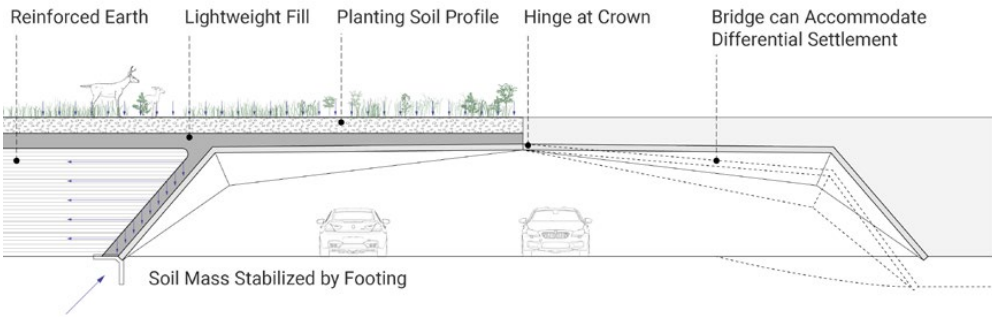 Reinforced Earth
Lightweight Fill
Planting Soil Profile
Hinge at Crown
Bridge can Accommodate
Differential Settlement
Soil Mass Stabilized by Footing